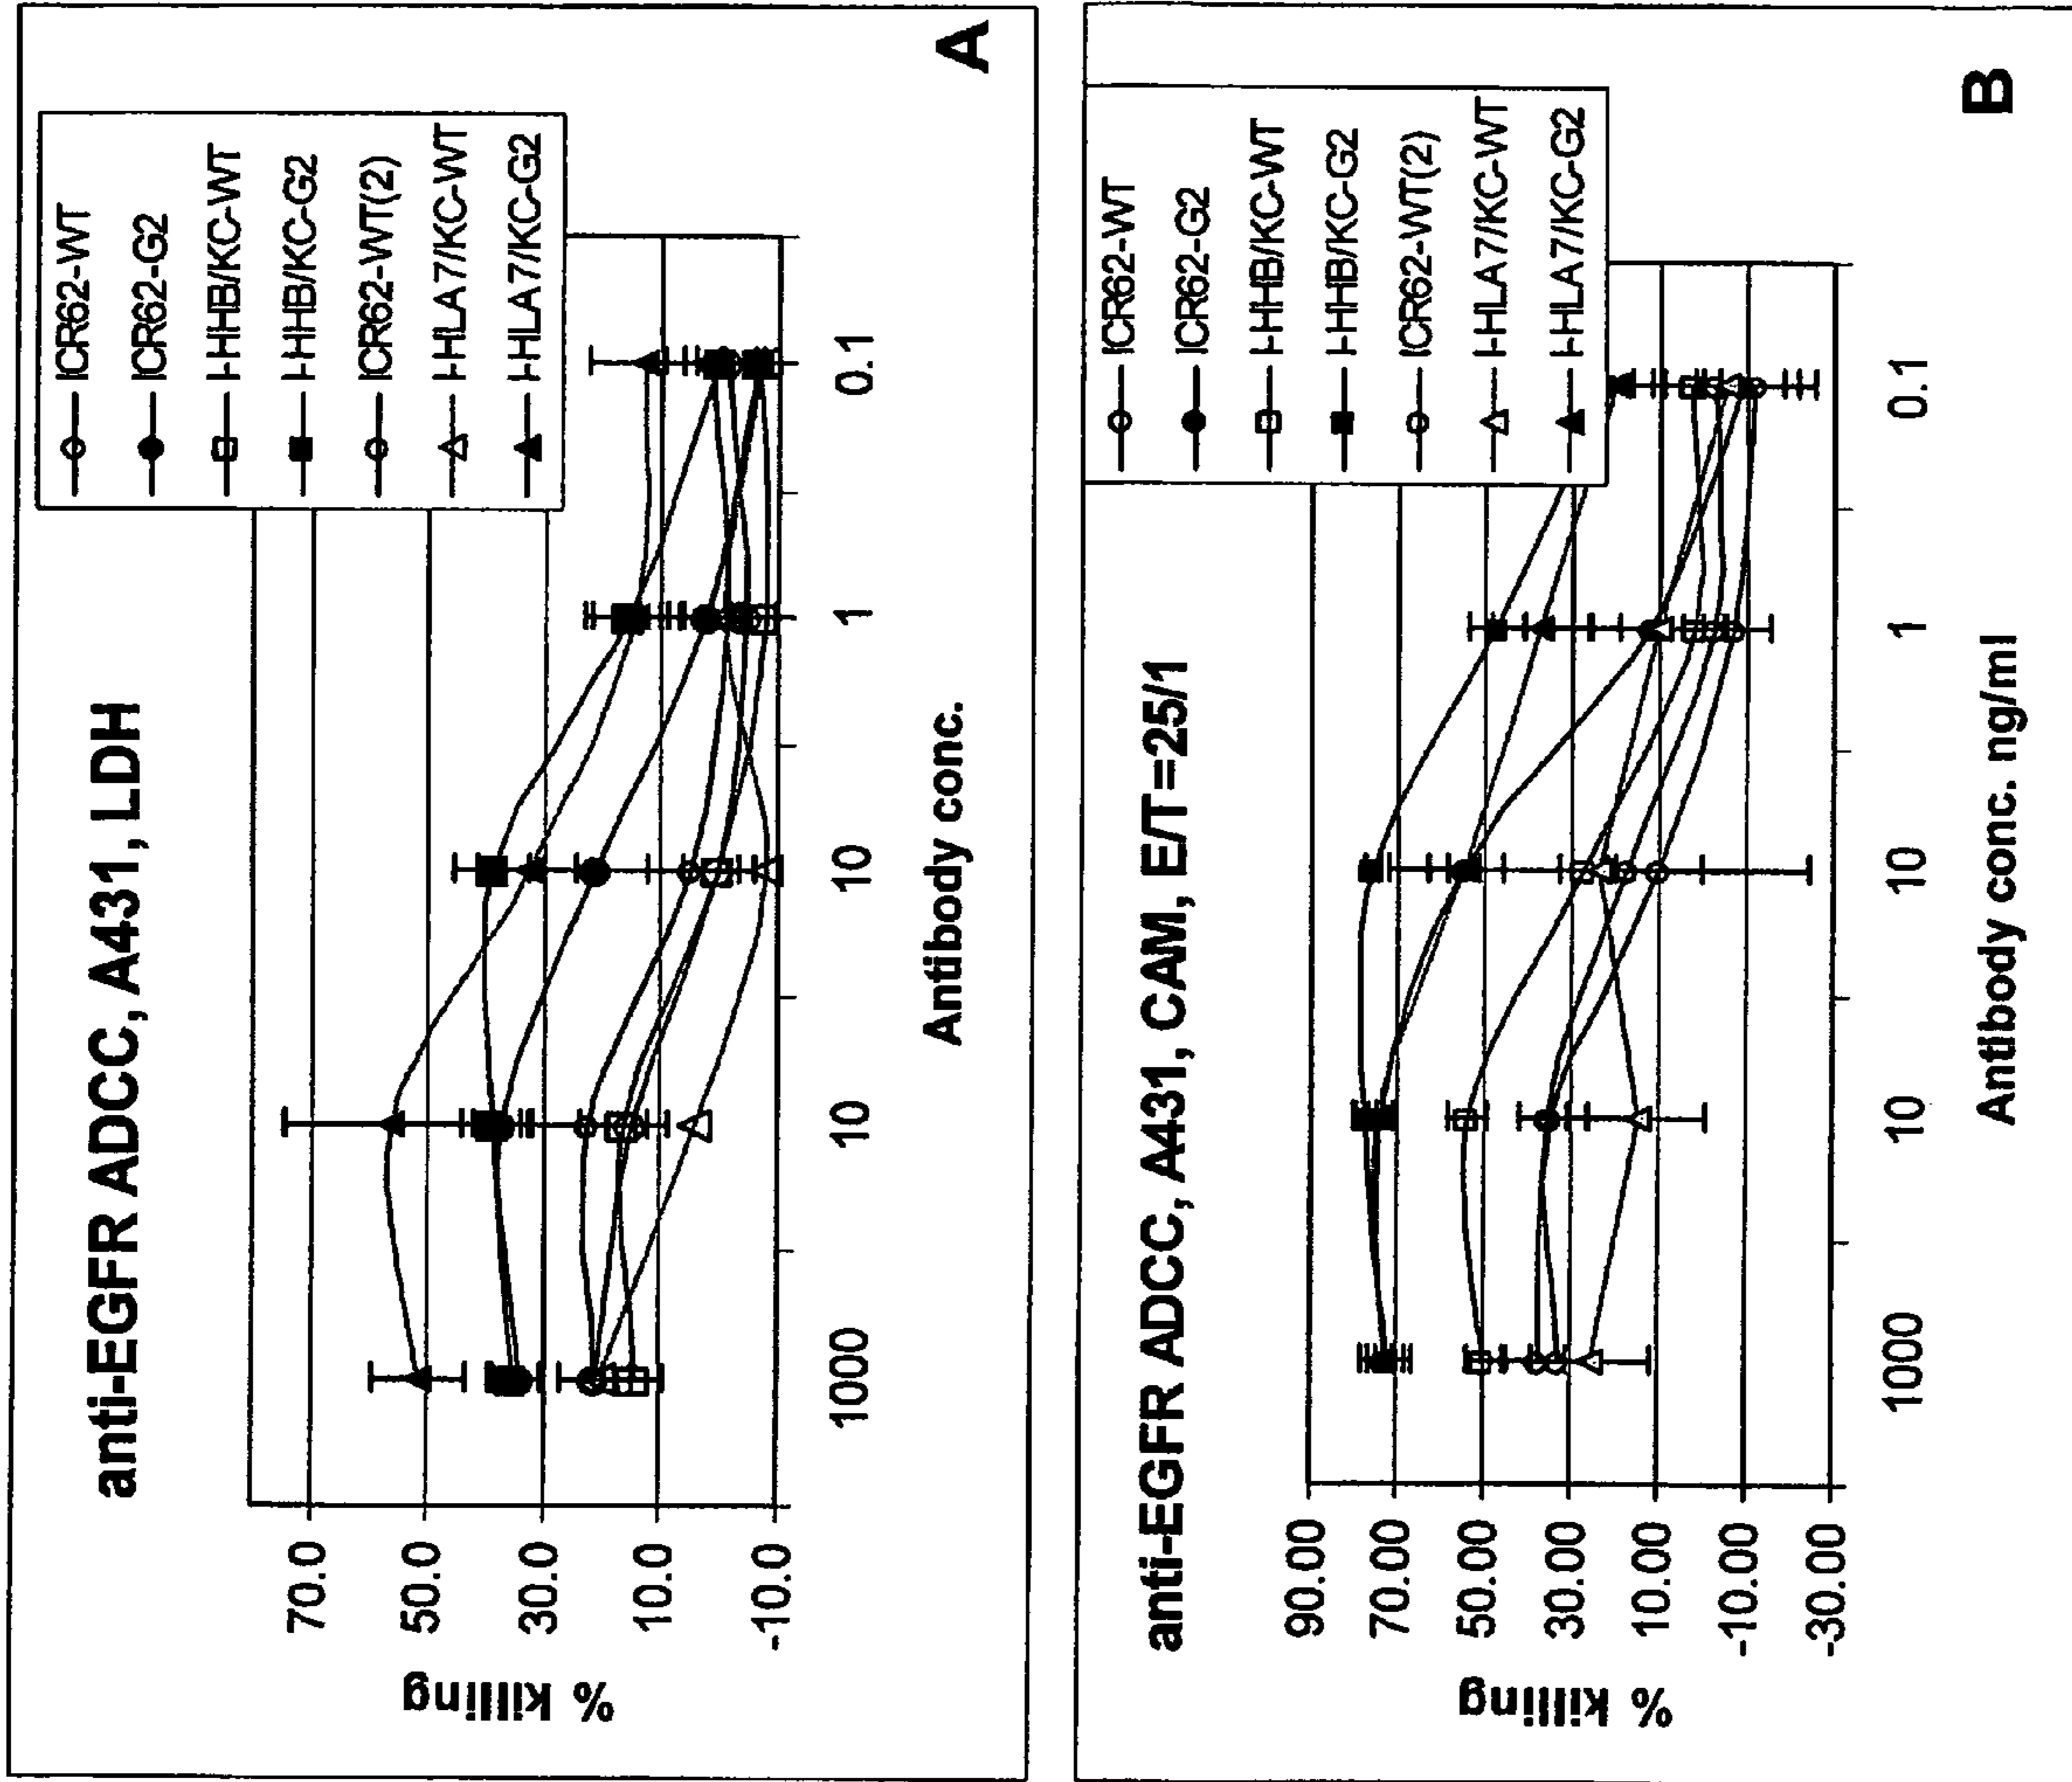 anti-EGFR ADCC, A431, LDH
% killing
70.0
50.0
30.0
10.0
-10.0
1000
10
10
1
0.1
Antibody conc.
ICR62-WT
ICR62-G2
I-HHB/KC-WT
I-HHB/KC-G2
ICR62-WT(2)
I-HLA7/KC-WT
I-HLA7/KC-G2
A
anti-EGFR ADCC, A431, CAM, E/T=25/1
% killing
90.00
70.00
50.00
30.00
10.00
-10.00
-30.00
1000
10
10
1
0.1
Antibody conc. ng/ml
ICR62-WT
ICR62-G2
I-HHB/KC-WT
I-HHB/KC-G2
ICR62-WT(2)
I-HLA7/KC-WT
I-HLA7/KC-G2
B